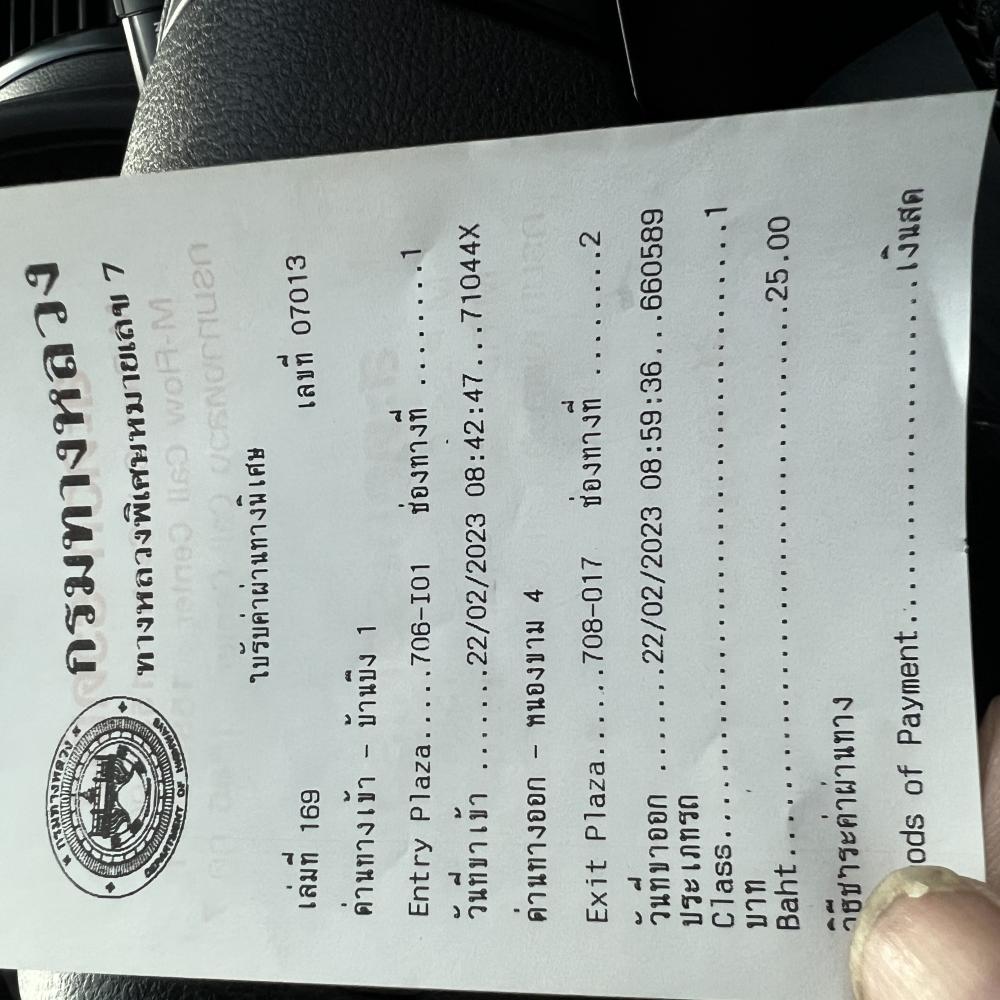 กรมทางหลวง
ทางหลวงพิเศษหมายเลข 7
ใบรับค่าผ่านทางพิเศษ
เล่มที่ 169 เลขที่ 07013
ด่านทางเข้า - บ้านบึง 1
Entry Plaza.....706-I01 ช่องทางที่ .......1
วันที่ขาเข้า .......22/02/2023 08:42:47...71044X
ด่านทางออก - หนองขาม 4
Exit Plaza......708-017 ช่องทางที่ .......2
วันที่ขาออก .......22/02/2023 08:59:36...660589
ประเภทรถ
Class.......................................1
บาท
Baht...................................25.00
วิธีชำระค่าผ่านทาง
ods of Payment.........................เงินสด